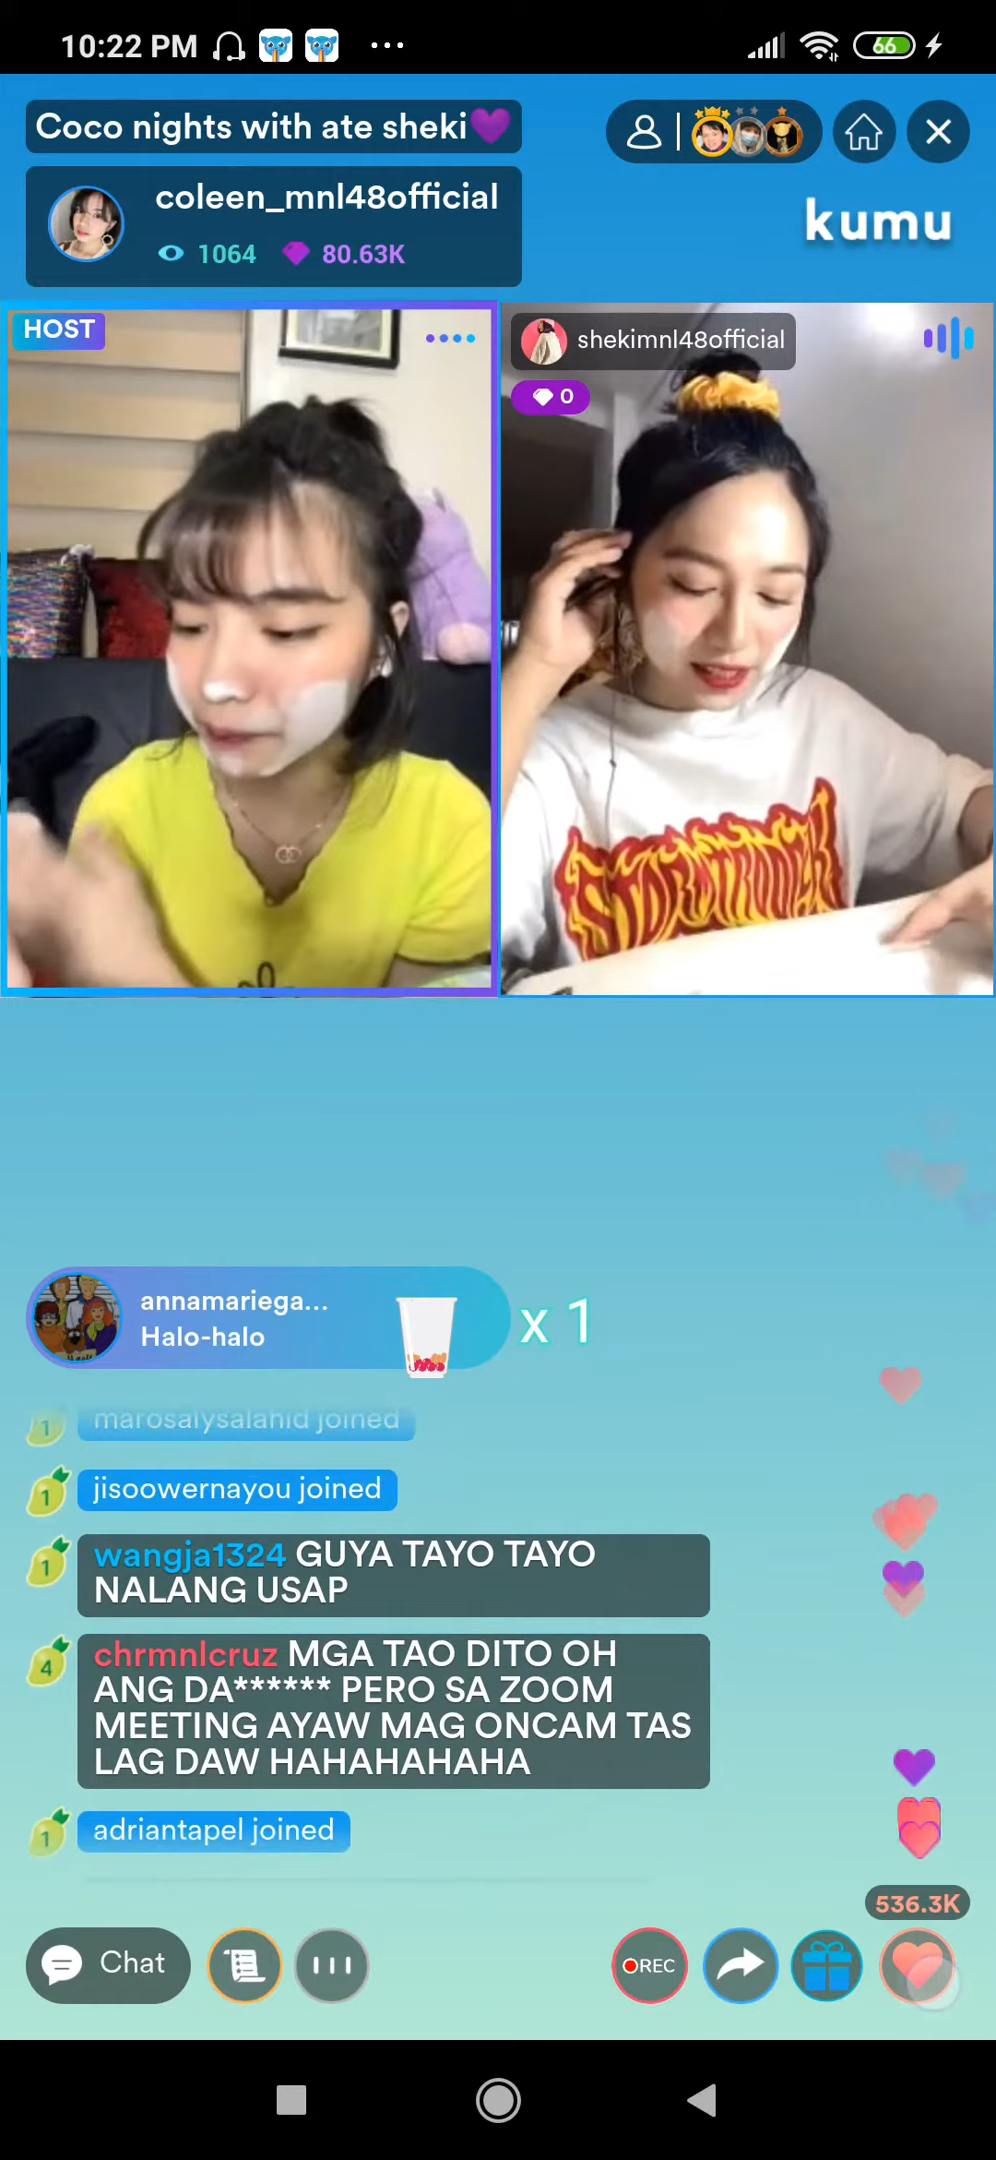 10:22 PM
66
Coco nights with ate sheki💜
coleen_mnl48official
1064 80.63K
kumu
HOST
shekimnl48official
0
annamariega...
Halo-halo
x 1
1 marosalysalahid joined
1 jisoowernayou joined
1 wangja1324 GUYA TAYO TAYO
NALANG USAP
4 chrmnlcruz MGA TAO DITO OH
ANG DA****** PERO SA ZOOM
MEETING AYAW MAG ONCAM TAS
LAG DAW HAHAHAHAHA
1 adriantapel joined
536.3K
Chat
REC